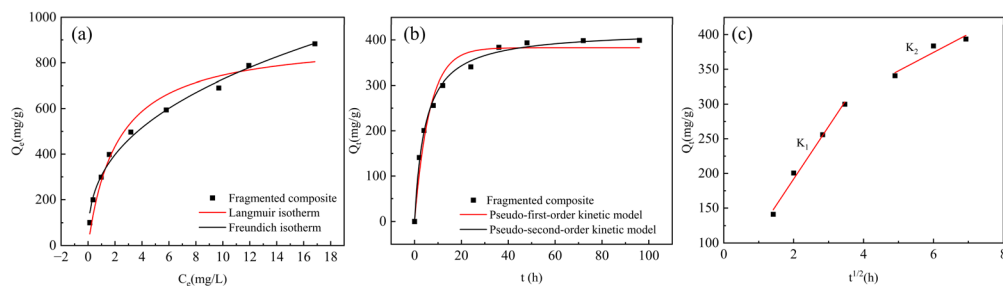 (a)
1000
800
600
400
200
0
Qe(mg/g)
Fragmented composite
Langmuir isotherm
Freundich isotherm
−2 0 2 4 6 8 10 12 14 16 18
Ce(mg/L)
(b)
400
300
200
100
0
Qt(mg/g)
Fragmented composite
Pseudo-first-order kinetic model
Pseudo-second-order kinetic model
0 20 40 60 80 100
t (h)
(c)
400
350
300
250
200
150
100
Qt(mg/g)
K2
K1
2 4 6 8
t1/2(h)